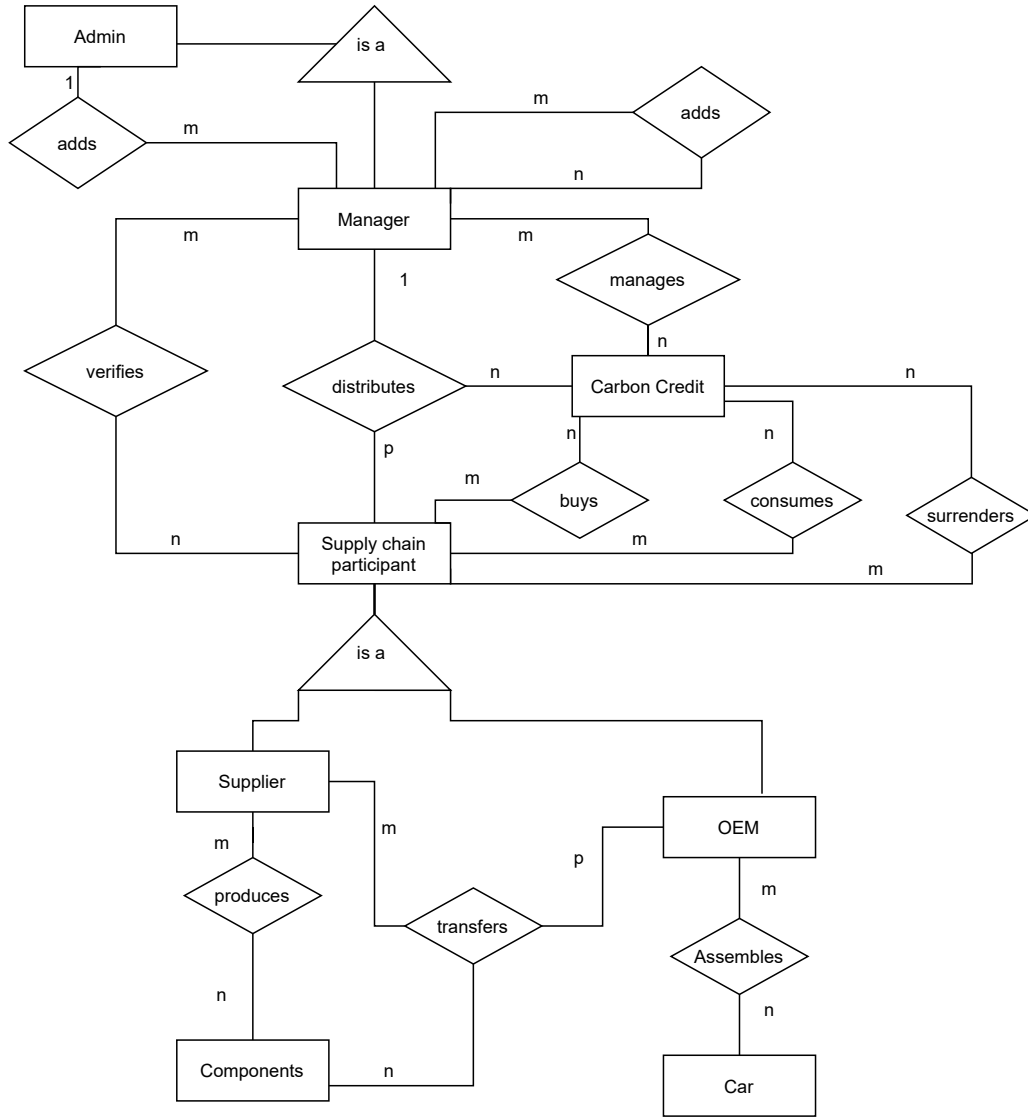 Admin
is a
1
adds
m
m
adds
n
Manager
m
m
1
manages
n
verifies
distributes
n
Carbon Credit
n
p
n
n
m
buys
consumes
surrenders
n
Supply chain
participant
m
m
is a
Supplier
m
m
OEM
p
m
produces
transfers
Assembles
n
n
Components
n
Car